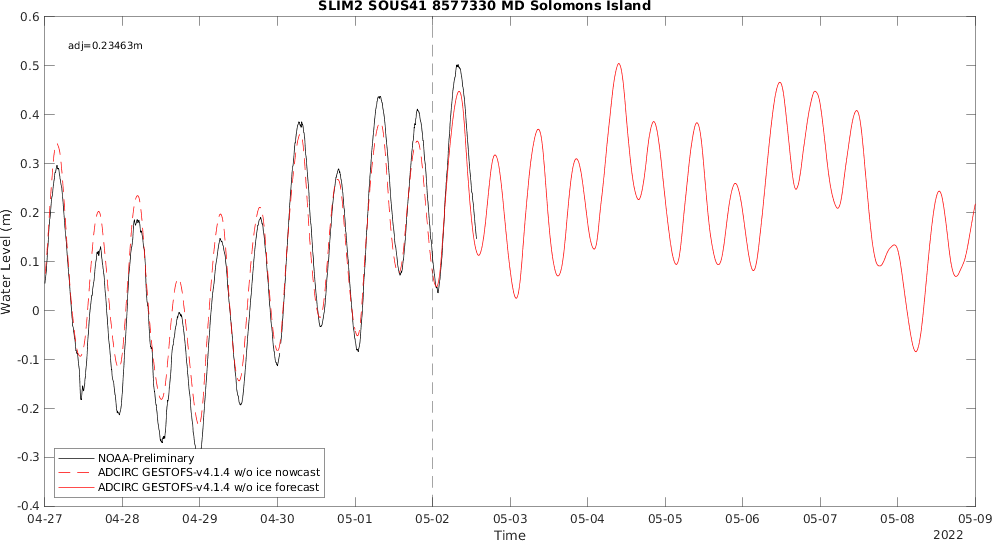 SLIM2 SOUS41 8577330 MD Solomons Island
adj=0.23463m
Water Level (m)
0.6
0.5
0.4
0.3
0.2
0.1
0
-0.1
-0.2
-0.3
-0.4
NOAA-Preliminary
ADCIRC GESTOFS-v4.1.4 w/o ice nowcast
ADCIRC GESTOFS-v4.1.4 w/o ice forecast
04-27 04-28 04-29 04-30 05-01 05-02 05-03 05-04 05-05 05-06 05-07 05-08 05-09
Time
2022